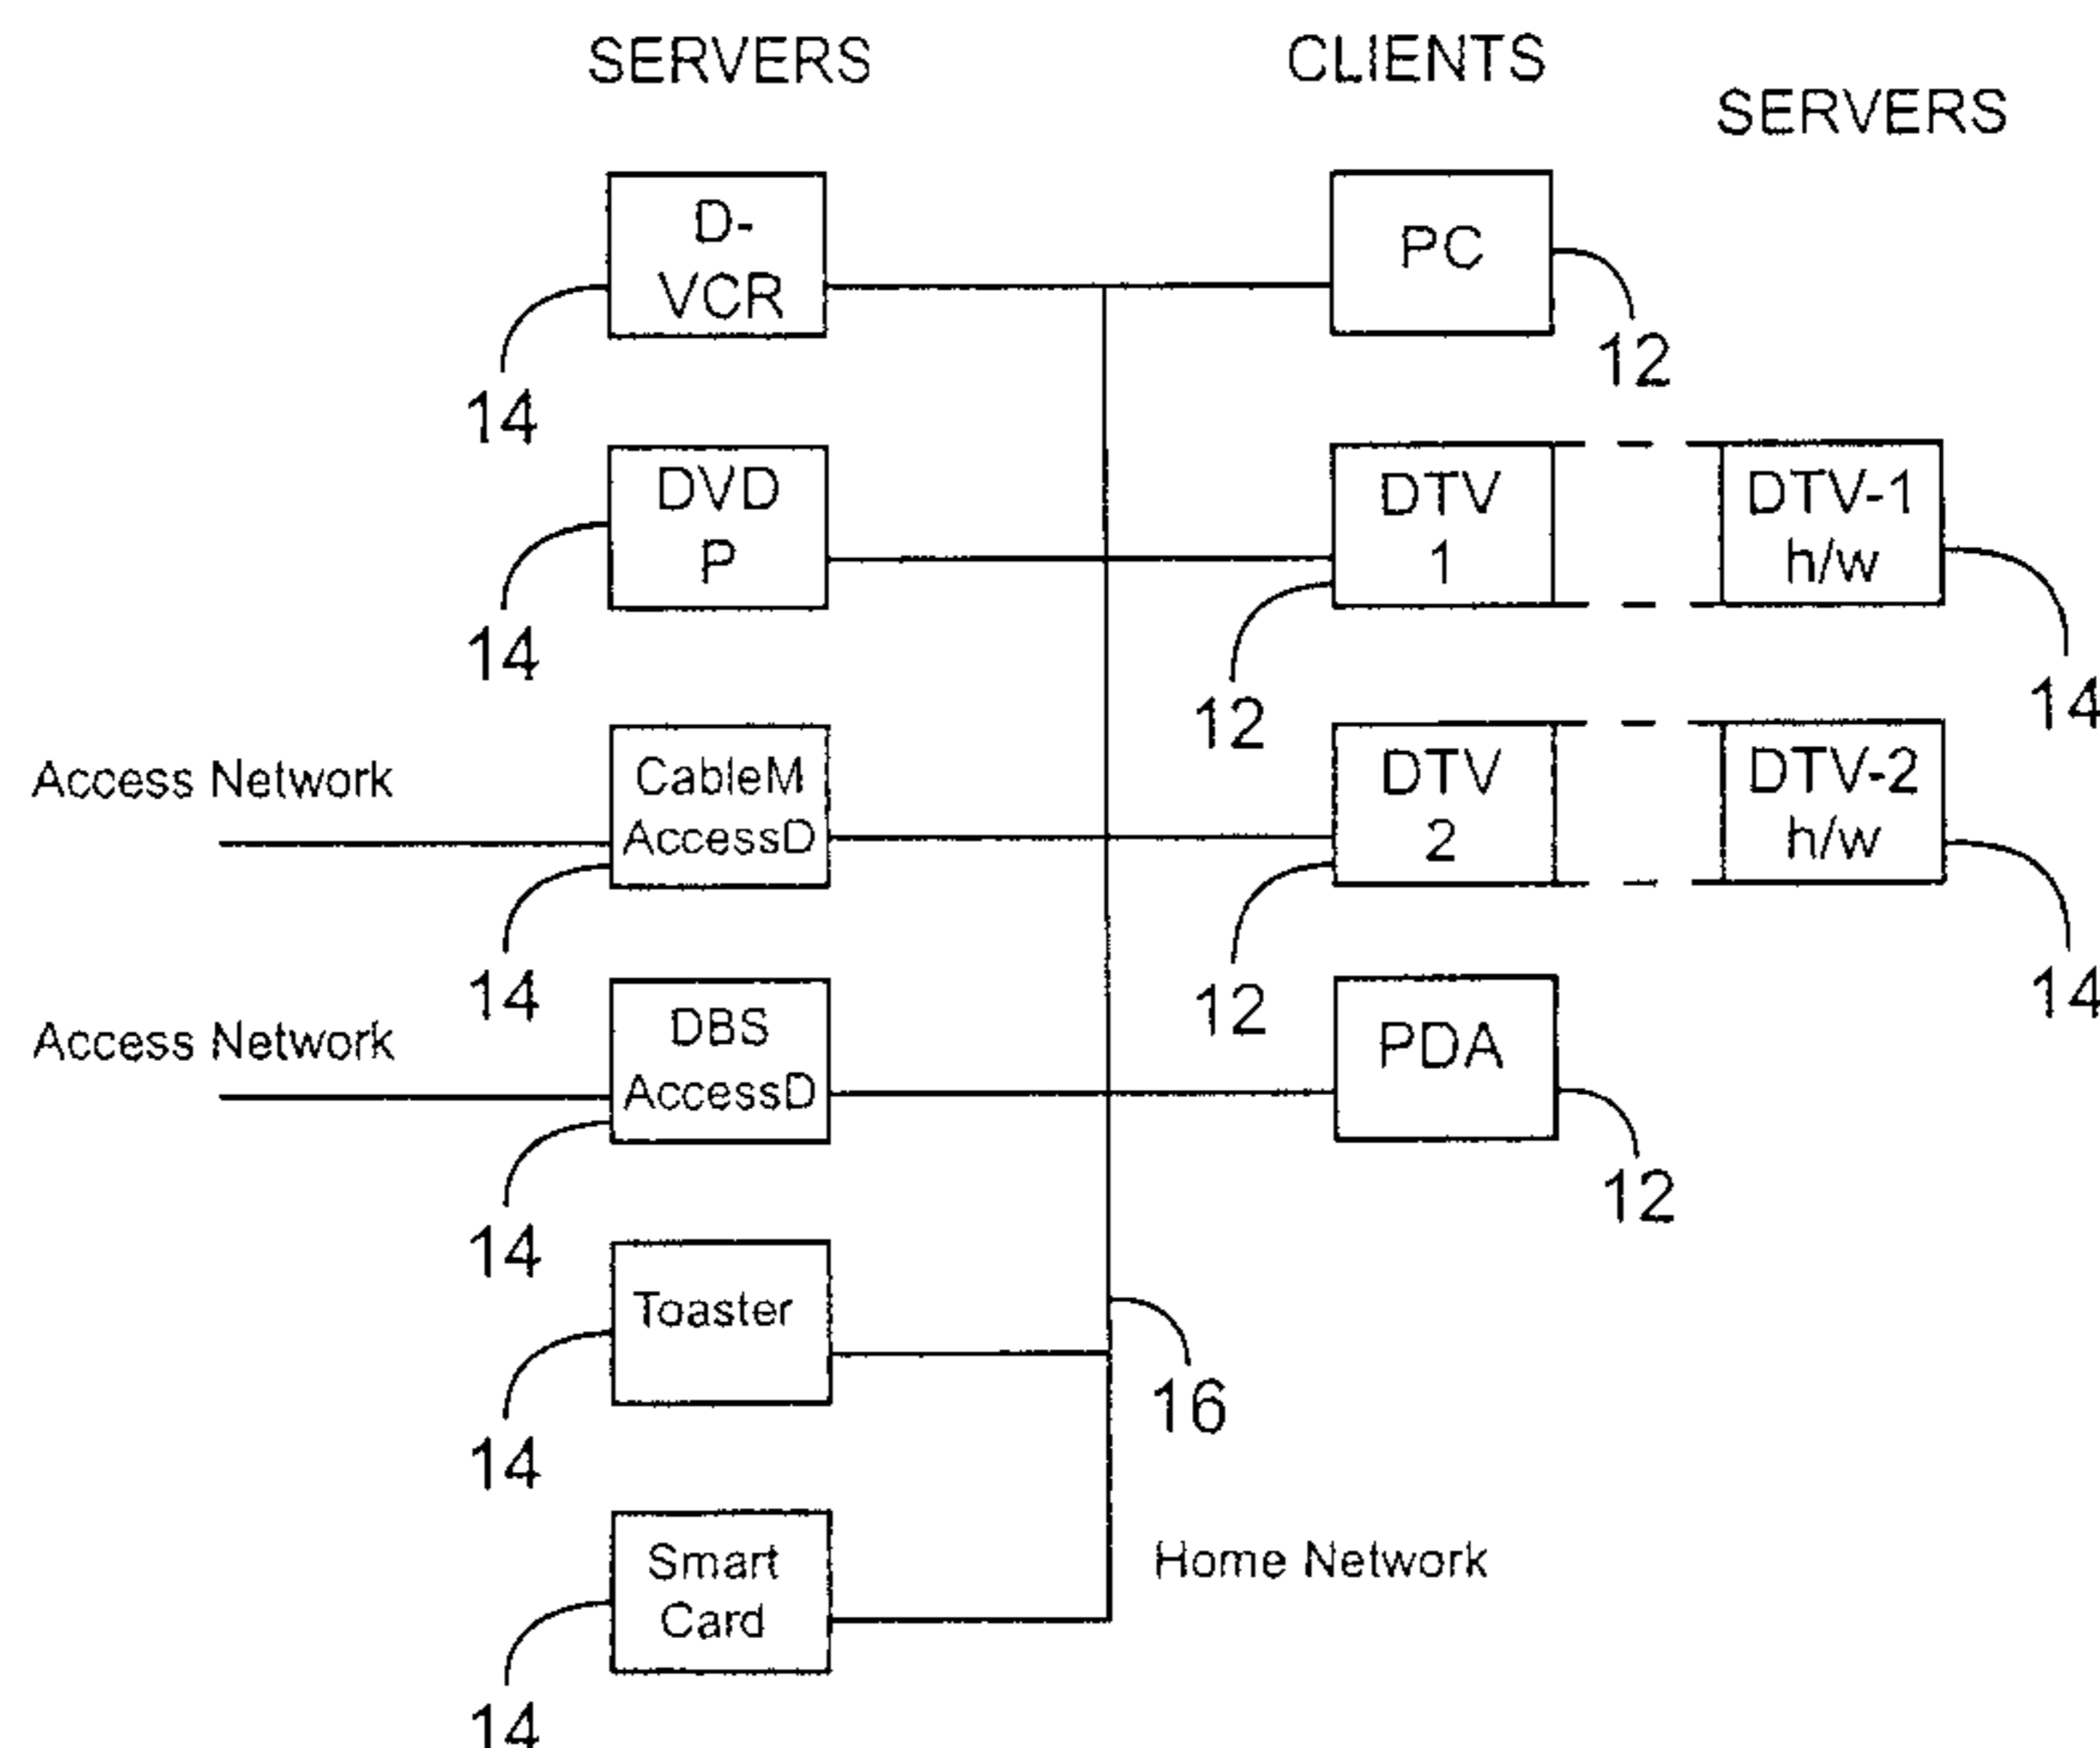 SERVERS
CLIENTS
SERVERS
D-
VCR
PC
14
12
DVD
P
DTV
1
DTV-1
h/w
14
12
14
Access Network
CableM
AccessD
DTV
2
DTV-2
h/w
14
12
14
Access Network
DBS
AccessD
PDA
14
12
Toaster
14
16
Smart
Card
Home Network
14